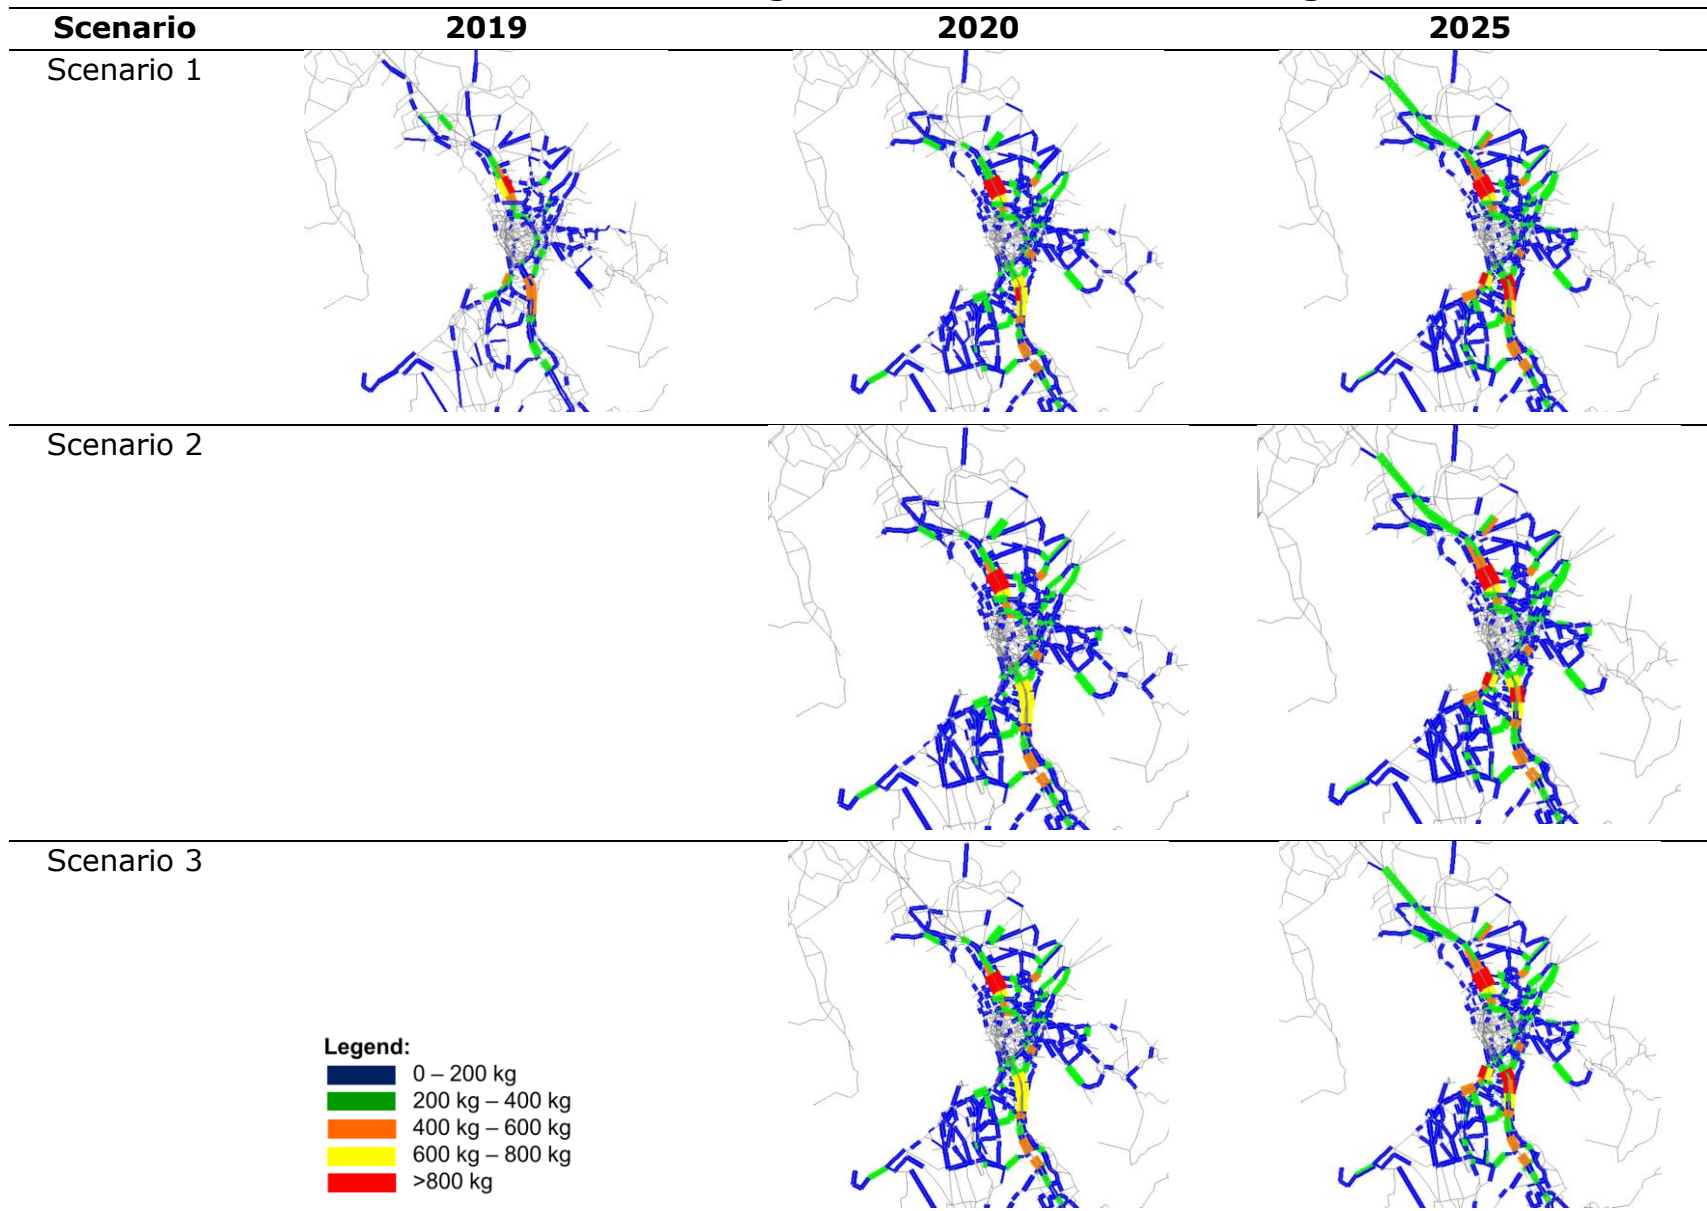 Scenario 2019 2020 2025
Scenario 1
Scenario 2
Scenario 3
Legend:
0 – 200 kg
200 kg – 400 kg
400 kg – 600 kg
600 kg – 800 kg
>800 kg